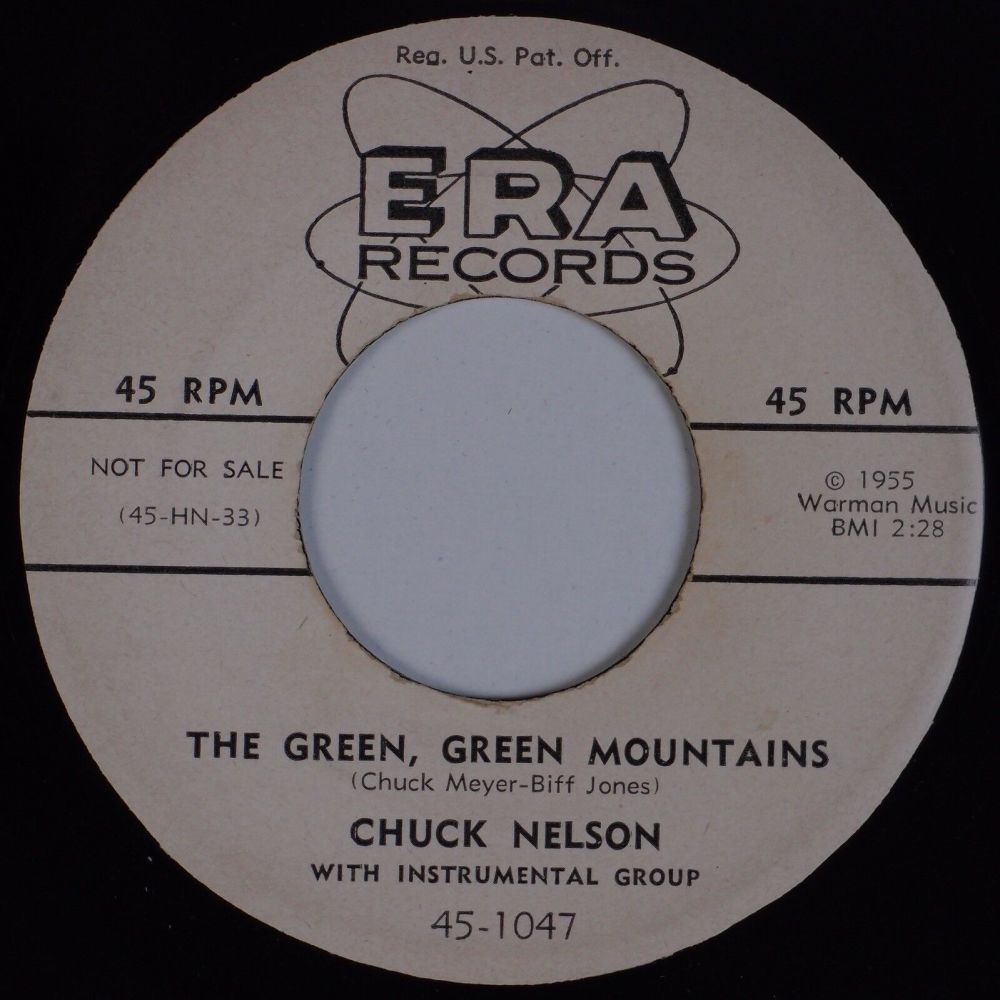 Reg. U.S. Pat. Off.
ERA
RECORDS
45 RPM
45 RPM
NOT FOR SALE
(45-HN-33)
© 1955
Warman Music
BMI 2:28
THE GREEN, GREEN MOUNTAINS
(Chuck Meyer-Biff Jones)
CHUCK NELSON
WITH INSTRUMENTAL GROUP
45-1047